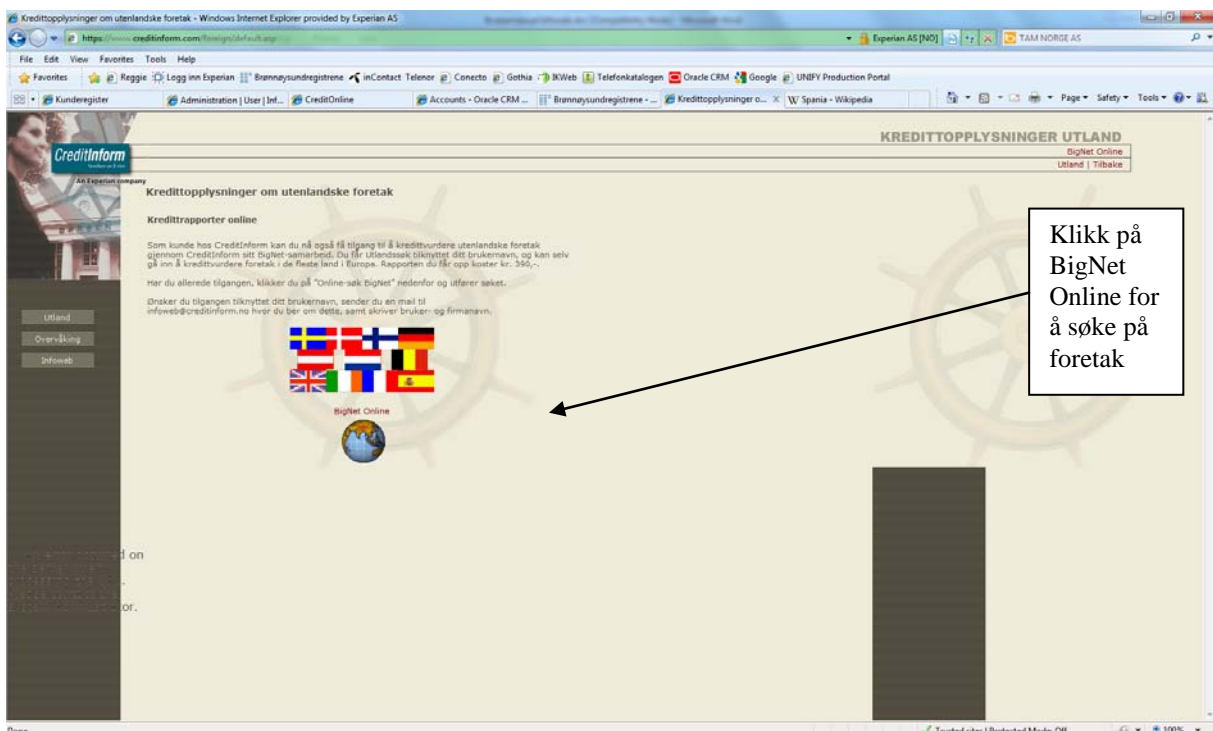 Kredittopplysninger om utenlandske foretak - Windows Internet Explorer provided by Experian AS
https://www.creditinform.com/foreign/default.asp
Experian AS [NO]
TAM NORGE AS
File Edit View Favorites Tools Help
Favorites Reggie Logg inn Experian Brønnøysundregistrene inContact Telenor Conecto Gothia IKWeb Telefonkatalogen Oracle CRM Google UNIFY Production Portal
Kunderegister Administration | User | Inf... CreditOnline Accounts - Oracle CRM ... Brønnøysundregistrene - ... Kredittopplysninger o... X Spania - Wikipedia Page Safety Tools
CreditInform
An Experian company
KREDITTOPPLYSNINGER UTLAND
BigNet Online
Utland | Tilbake
Kredittopplysninger om utenlandske foretak
Kredittrapporter online
Som kunde hos CreditInform kan du nå også få tilgang til å kredittvurdere utenlandske foretak
gjennom CreditInform sitt BigNet-samarbeid. Du får Utlandssøk tilknyttet ditt brukernavn, og kan selv
gå inn å kredittvurdere foretak i de fleste land i Europa. Rapporten du får opp koster kr. 390,-.
Har du allerede tilgangen, klikker du på "Online-søk BigNet" nedenfor og utfører søket.
Ønsker du tilgangen tilknyttet ditt brukernavn, sender du en mail til
infoweb@creditinform.no hvor du ber om dette, samt skriver bruker- og firmanavn.
Utland
Overvåking
Infoweb
BigNet Online
Klikk på
BigNet
Online for
å søke på
foretak
d on
.
or.
Done
Trusted sites | Protected Mode: Off
100%